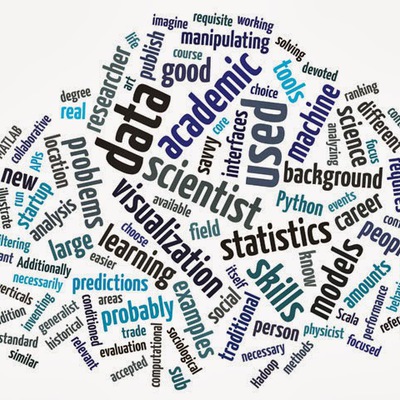 imagine
requisite
working
life
publish
manipulating
solving
course
art
researcher
good
academic
tools
devoted
degree
real
data
savvy
core
interfaces
used
choice
machine
ranking
different
science
analyzing
focus
MATLAB
collaborative
APIs
location
problems
scientist
background
new
run
startup
illustrate
analysis
visualization
available
Python
events
career
field
statistics
choose
large
learning
easier
Additionally
necessarily
predictions
areas
probably
itself
social
skills
know
models
amounts
inventing
generalist
historical
conditioned
trade
examples
traditional
person
physicist
Scala
performance
focused
standard
similar
relevant
evaluation
accepted
computational
sociological
sub
necessary
Hadoop
methods